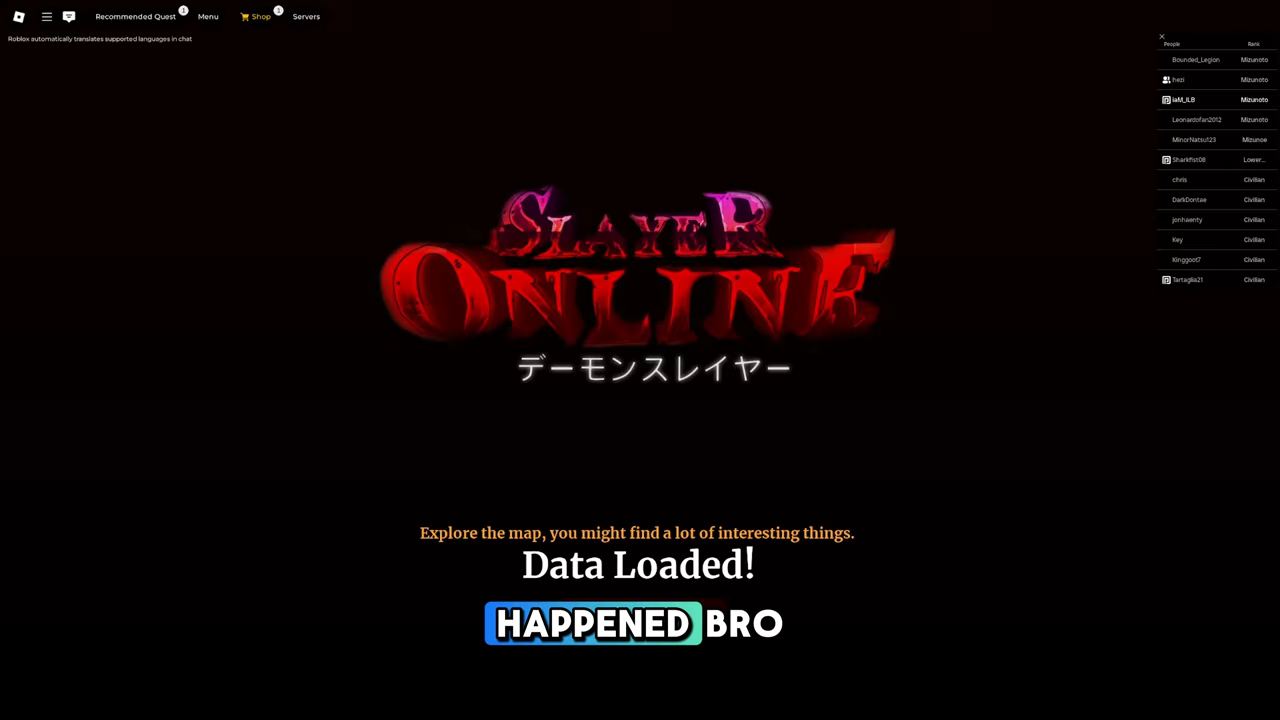 Recommended Quest 1 Menu Shop 1 Servers
Roblox automatically translates supported languages in chat
People Rank
Bounded_Legion Mizunoto
hezi Mizunoto
iaM_ILB Mizunoto
Leonardofan2012 Mizunoto
MinorNatsu123 Mizunoe
Sharkfist08 Lower...
chris Civilian
DarkDontae Civilian
jonhaenty Civilian
Key Civilian
Kinggoot7 Civilian
Tartaglia21 Civilian
SLAYER
ONLINE
デーモンスレイヤー
Explore the map, you might find a lot of interesting things.
Data Loaded!
HAPPENED BRO